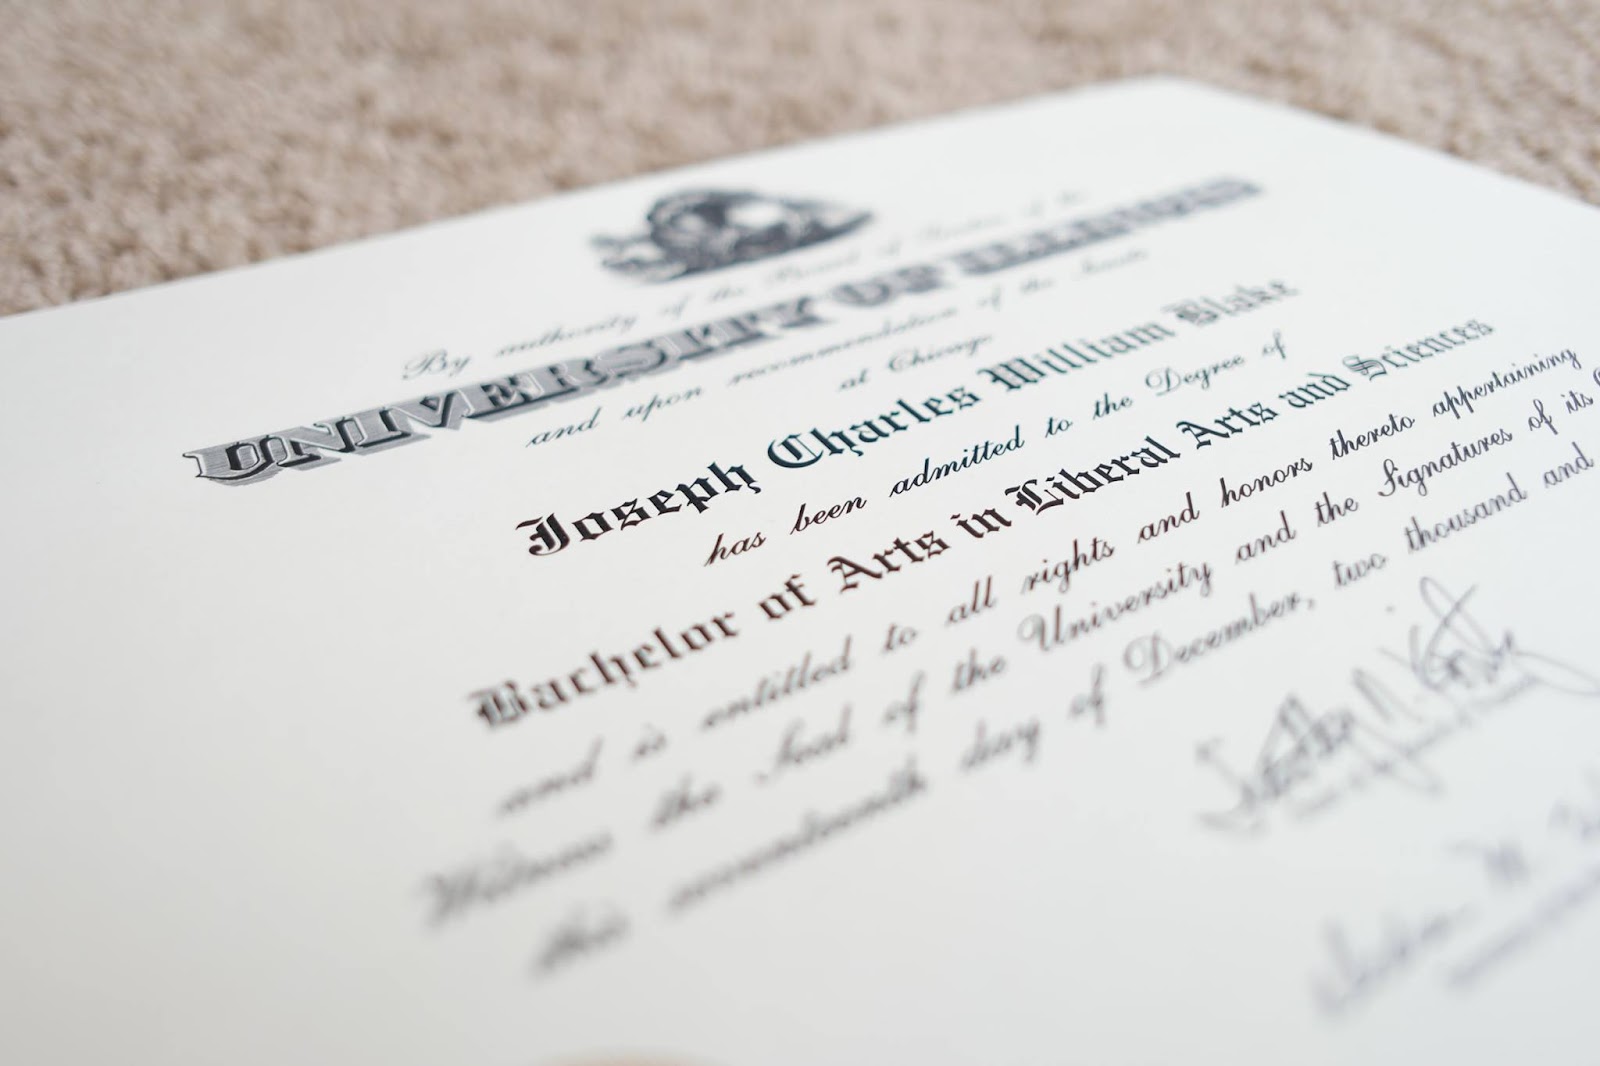 By authority of the Board of Trustees of the
UNIVERSITY OF ILLINOIS
and upon recommendation of the Senate
at Chicago
Joseph Charles William Blake
has been admitted to the Degree of
Bachelor of Arts in Liberal Arts and Sciences
and is entitled to all rights and honors thereto appertaining
Witness the Seal of the University and the Signatures of its
this seventeenth day of December, two thousand and